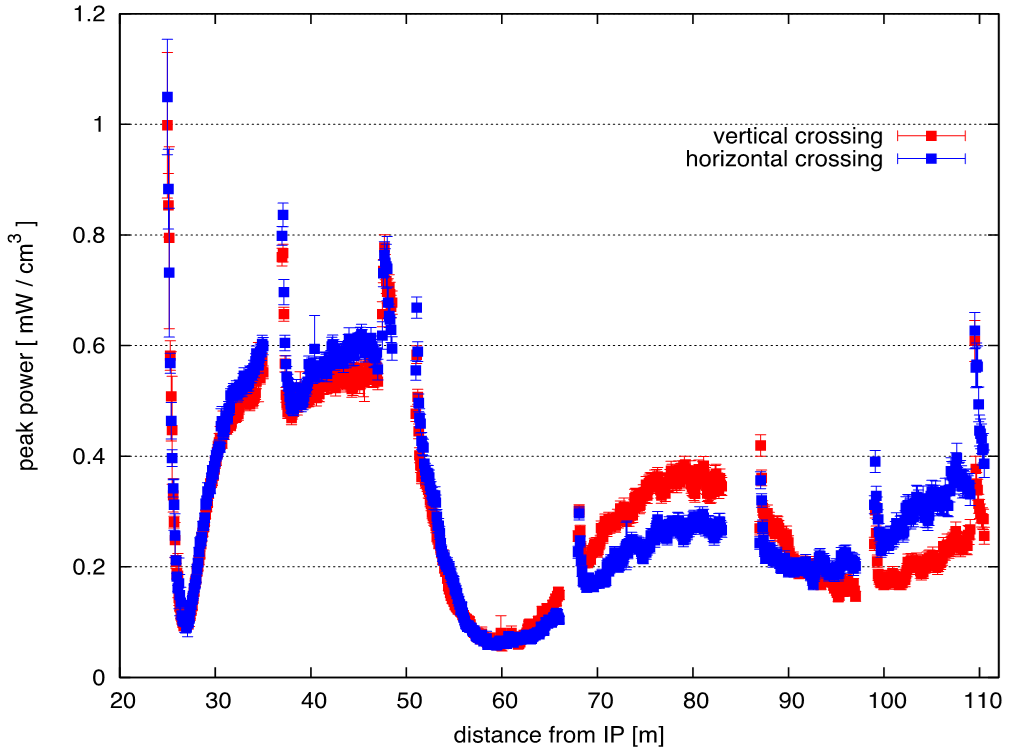 1.2
1
0.8
0.6
0.4
0.2
0
peak power [ mW / cm³ ]
vertical crossing
horizontal crossing
20 30 40 50 60 70 80 90 100 110
distance from IP [m]